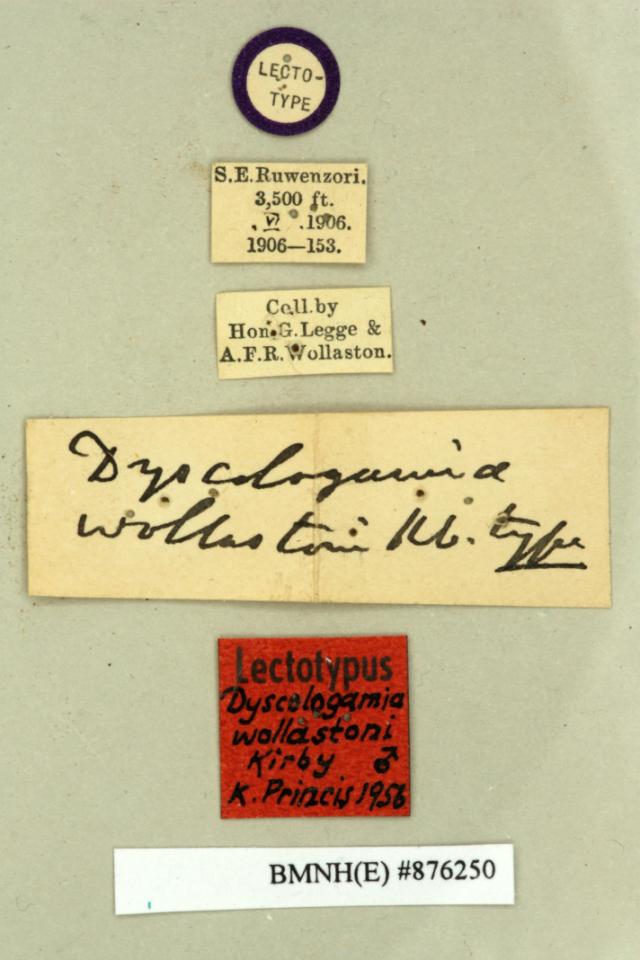 LECTO-
TYPE
S.E.Ruwenzori.
3,500 ft.
. VI .1906.
1906—153.
Coll.by
Hon.G.Legge &
A.F.R.Wollaston.
Dyscologamia
wollastoni Kb. type
Lectotypus
Dyscologamia
wollastoni
Kirby ♂
K. Princis 1956
BMNH(E) #876250